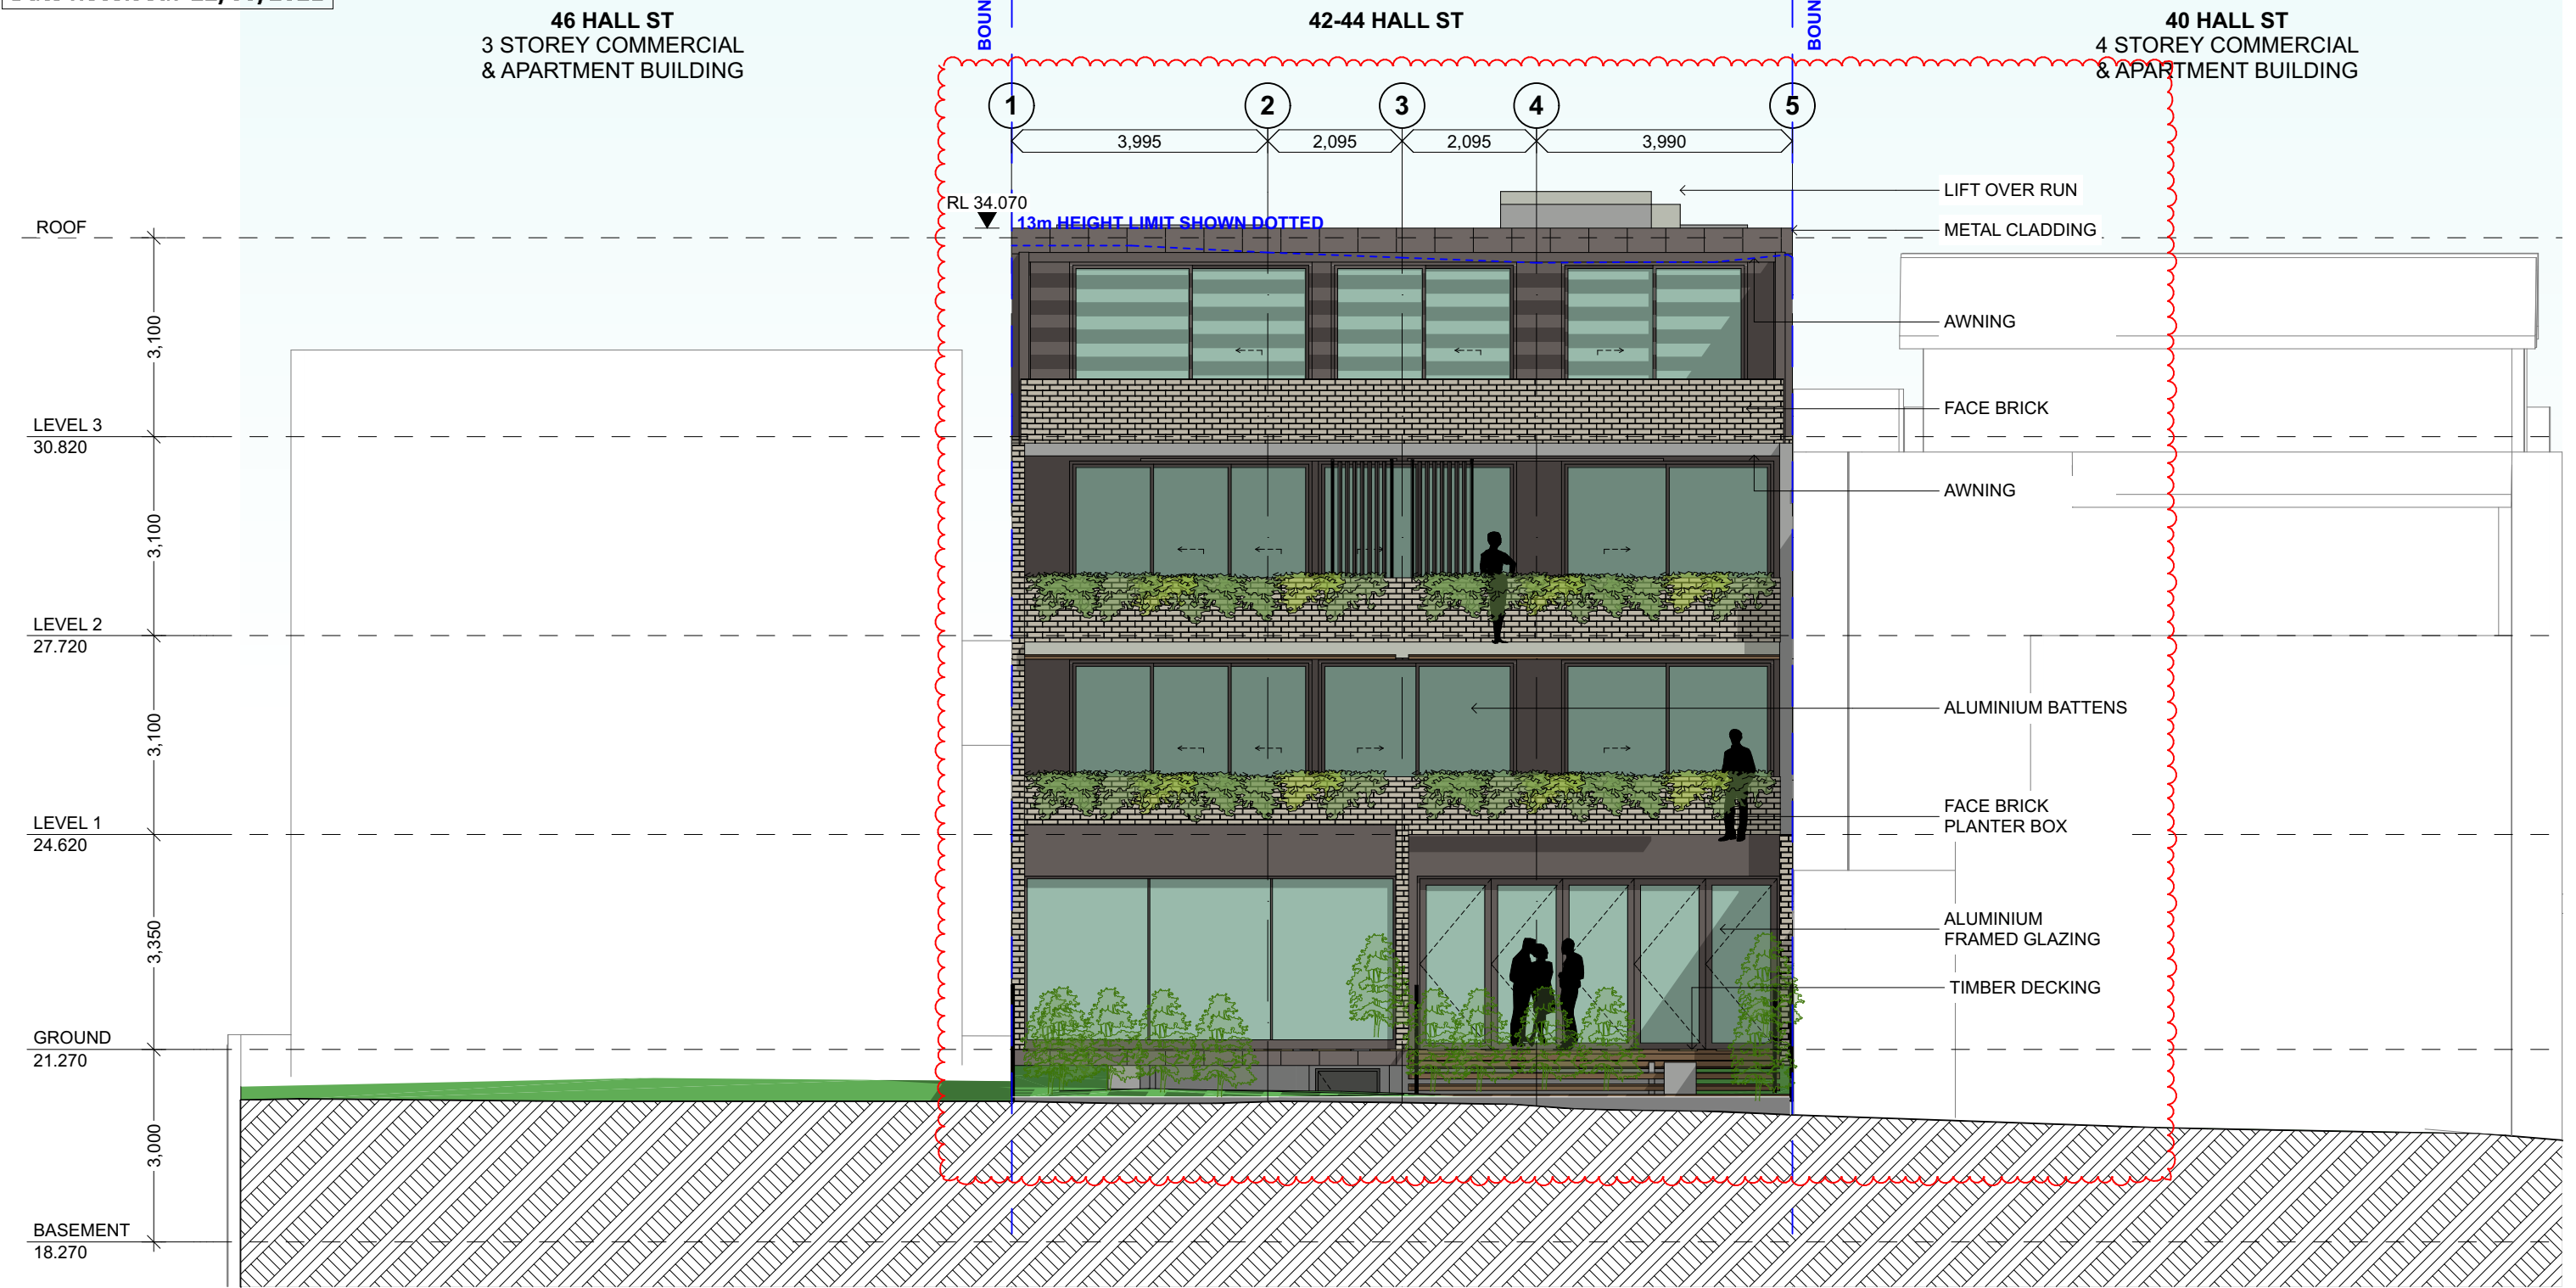 46 HALL ST
3 STOREY COMMERCIAL
& APARTMENT BUILDING
BOUN
42-44 HALL ST
BOUN
40 HALL ST
4 STOREY COMMERCIAL
& APARTMENT BUILDING
1
2
3
4
5
3,995
2,095
2,095
3,990
RL 34.070
13m HEIGHT LIMIT SHOWN DOTTED
ROOF
3,100
LEVEL 3
30.820
3,100
LEVEL 2
27.720
3,100
LEVEL 1
24.620
3,350
GROUND
21.270
3,000
BASEMENT
18.270
LIFT OVER RUN
METAL CLADDING
AWNING
FACE BRICK
AWNING
ALUMINIUM BATTENS
FACE BRICK
PLANTER BOX
ALUMINIUM
FRAMED GLAZING
TIMBER DECKING